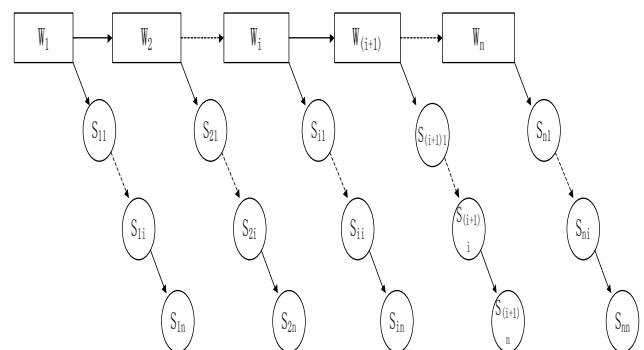 W₁ W₂ Wᵢ W₍ᵢ₊₁₎ Wₙ
S₁₁ S₂₁ Sᵢ₁ S₍ᵢ₊₁₎₁ Sₙ₁
S₁ᵢ S₂ᵢ Sᵢᵢ S₍ᵢ₊₁₎ Sₙᵢ
i
S₁ₙ S₂ₙ Sᵢₙ S₍ᵢ₊₁₎ Sₙₙ
n